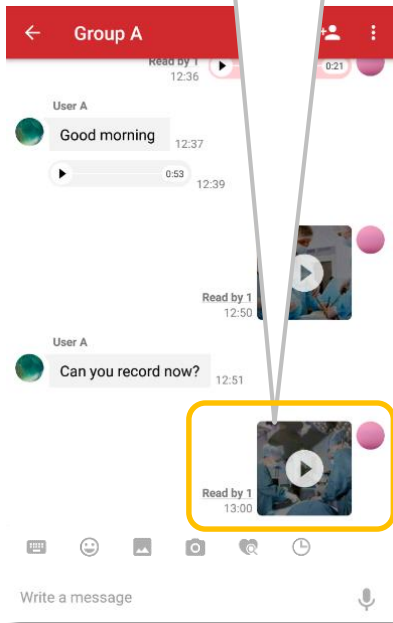 Group A
Read by 1
12:36
0:21
User A
Good morning
12:37
0:53
12:39
Read by 1
12:50
User A
Can you record now?
12:51
Read by 1
13:00
Write a message